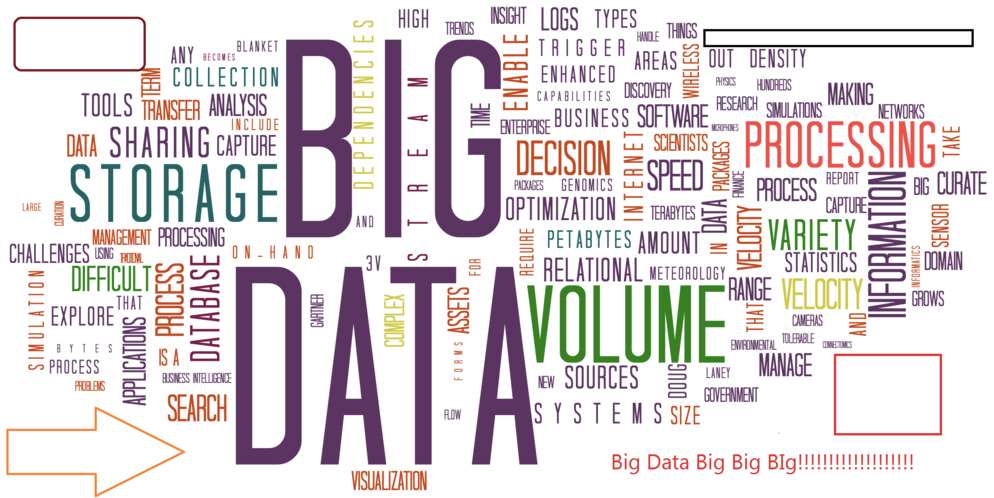 BIG
DATA
HIGH
TRENDS
INSIGHT
LOGS
TYPES
HANDLE
THINGS
ANY
BECOMES
BLANKET
TERM
COLLECTION
DEPENDENCIES
STREAM
ENABLE
TRIGGER
AREAS
WIRELESS
OUT
DENSITY
ENHANCED
CAPABILITIES
DISCOVERY
PHYSICS
HUNDREDS
TOOLS
TRANSFER
ANALYSIS
INCLUDE
TIME
ENTERPRISE
BUSINESS
SOFTWARE
RESEARCH
SIMULATIONS
MAKING
NETWORKS
MICROPHONES
DATA
SHARING
CAPTURE
DECISION
INTERNET
SCIENTISTS
PACKAGES
PROCESSING
TAKE
STORAGE
PACKAGES
GENOMICS
SPEED
FINANCE
PROCESS
REPORT
INFORMATION
BIG
CURATE
LARGE
CURATION
AND
OPTIMIZATION
TERABYTES
DATA
IN
VELOCITY
CAPTURE
SENSOR
MANAGEMENT
PROCESSING
REQUIRE
PETABYTES
AMOUNT
VARIETY
CHALLENGES
USING
TRADITIONAL
ON-HAND
3V
FOR
RELATIONAL
METEOROLOGY
STATISTICS
INFORMATICS
DOMAIN
DIFFICULT
SIMULATION
PROCESS
DATABASE
GARTNER
COMPLEX
ASSETS
VOLUME
RANGE
VELOCITY
GROWS
EXPLORE
THAT
APPLICATIONS
THAT
CAMERAS
AND
BYTES
IS A
FORMS
ENVIRONMENTAL
TOLERABLE
CONNECTOMICS
PROCESS
PROBLEMS
BUSINESS INTELLIGENCE
NEW
SOURCES
DOUG
LANEY
MANAGE
SEARCH
FLOW
SYSTEMS
SIZE
GOVERNMENT
VISUALIZATION
Big Data Big Big BIg!!!!!!!!!!!!!!!!!!!